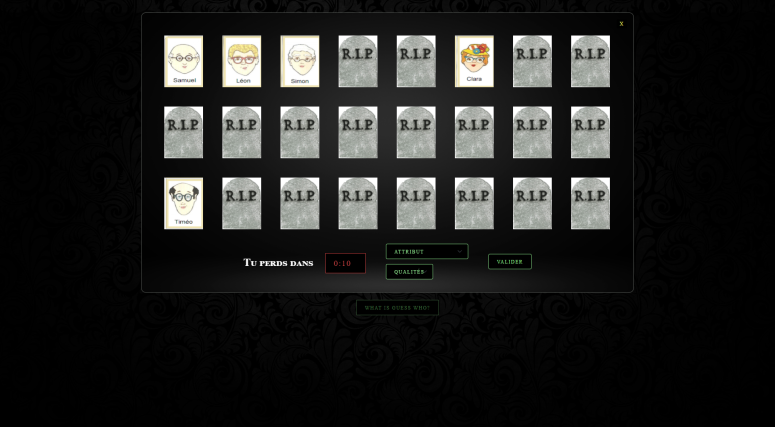 x
Samuel Léon Simon R.I.P. R.I.P. Clara R.I.P. R.I.P.
R.I.P. R.I.P. R.I.P. R.I.P. R.I.P. R.I.P. R.I.P. R.I.P.
Timéo R.I.P. R.I.P. R.I.P. R.I.P. R.I.P. R.I.P. R.I.P.
TU PERDS DANS 0:10 ATTRIBUT VALIDER
QUALITÉS
WHAT IS GUESS WHO?